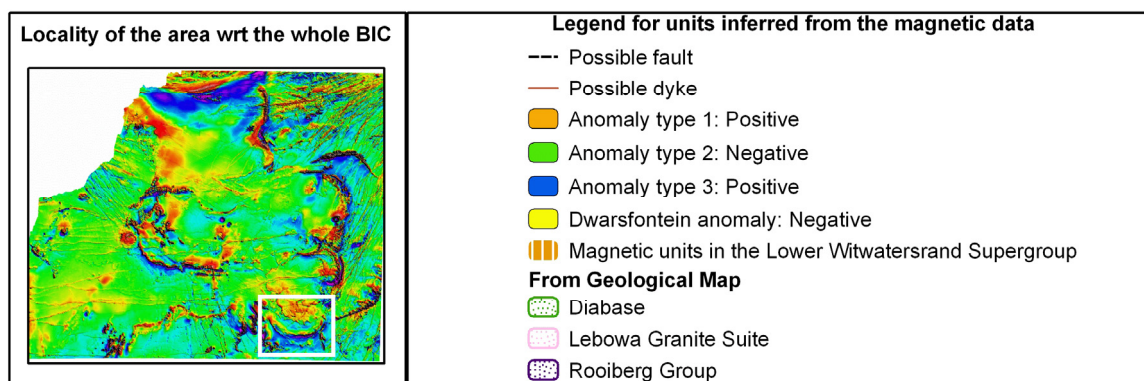 Locality of the area wrt the whole BIC
Legend for units inferred from the magnetic data
Possible fault
Possible dyke
Anomaly type 1: Positive
Anomaly type 2: Negative
Anomaly type 3: Positive
Dwarsfontein anomaly: Negative
Magnetic units in the Lower Witwatersrand Supergroup
From Geological Map
Diabase
Lebowa Granite Suite
Rooiberg Group